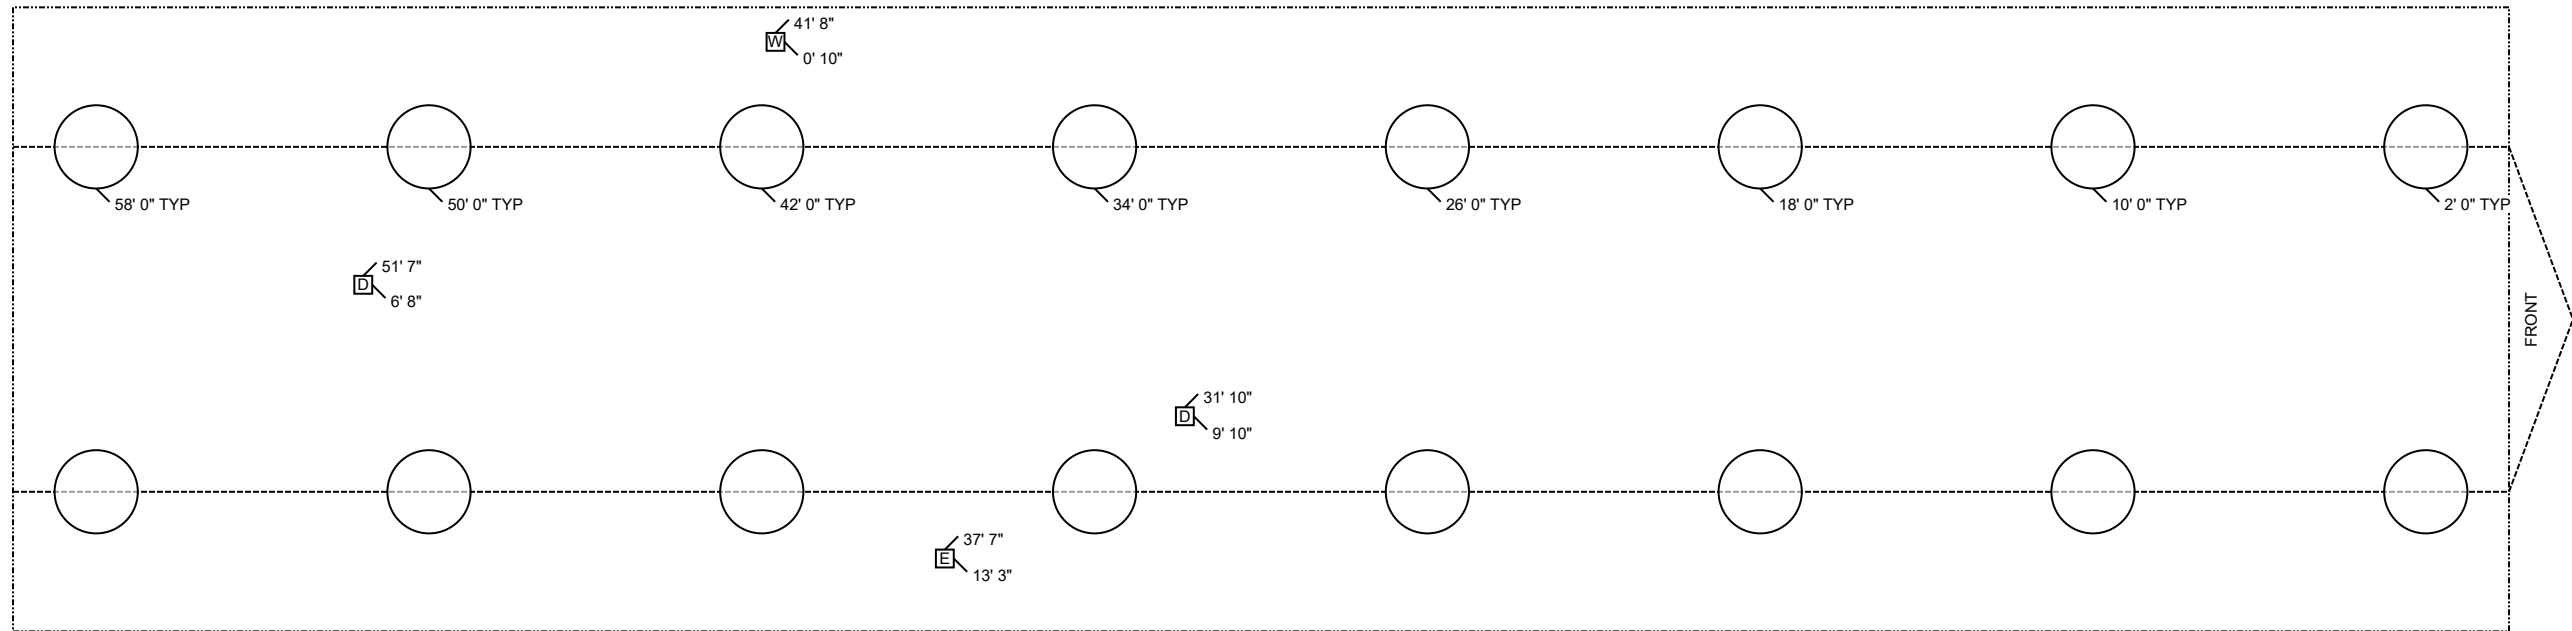 41' 8"
W
0' 10"
58' 0" TYP
50' 0" TYP
42' 0" TYP
34' 0" TYP
26' 0" TYP
18' 0" TYP
10' 0" TYP
2' 0" TYP
51' 7"
D
6' 8"
FRONT
31' 10"
D
9' 10"
37' 7"
E
13' 3"